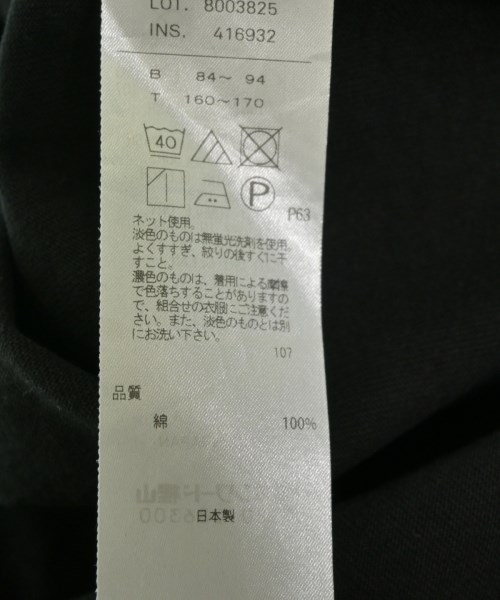 LOT. 8003825
INS. 416932
B 84～ 94
T 160～170
40
P
P63
ネット使用。
淡色のものは無蛍光洗剤を使用。
よくすすぎ、絞りの後すぐに干
すこと。
濃色のものは、着用による摩擦
で色落ちすることがありますの
で、組合せの衣服にご注意くだ
さい。また、淡色のものとは別
にお洗い下さい。
107
品質
綿 100%
日本製